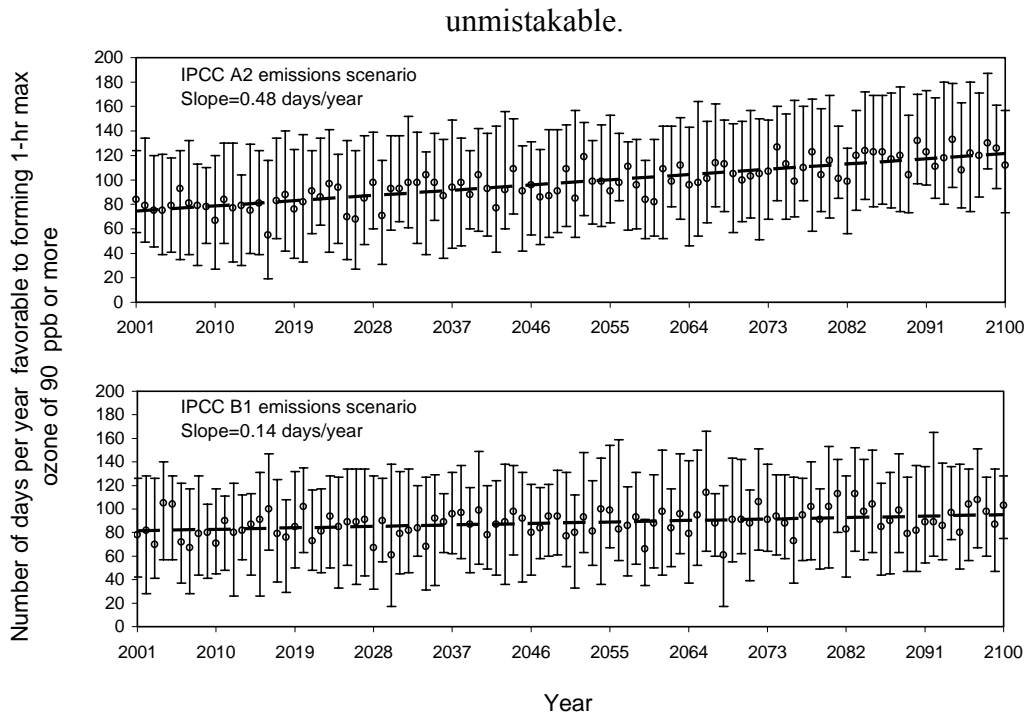 unmistakable.
Number of days per year favorable to forming 1-hr max
ozone of 90 ppb or more
200
180
160
140
120
100
80
60
40
20
0
IPCC A2 emissions scenario
Slope=0.48 days/year
2001 2010 2019 2028 2037 2046 2055 2064 2073 2082 2091 2100
200
180
160
140
120
100
80
60
40
20
0
IPCC B1 emissions scenario
Slope=0.14 days/year
2001 2010 2019 2028 2037 2046 2055 2064 2073 2082 2091 2100
Year